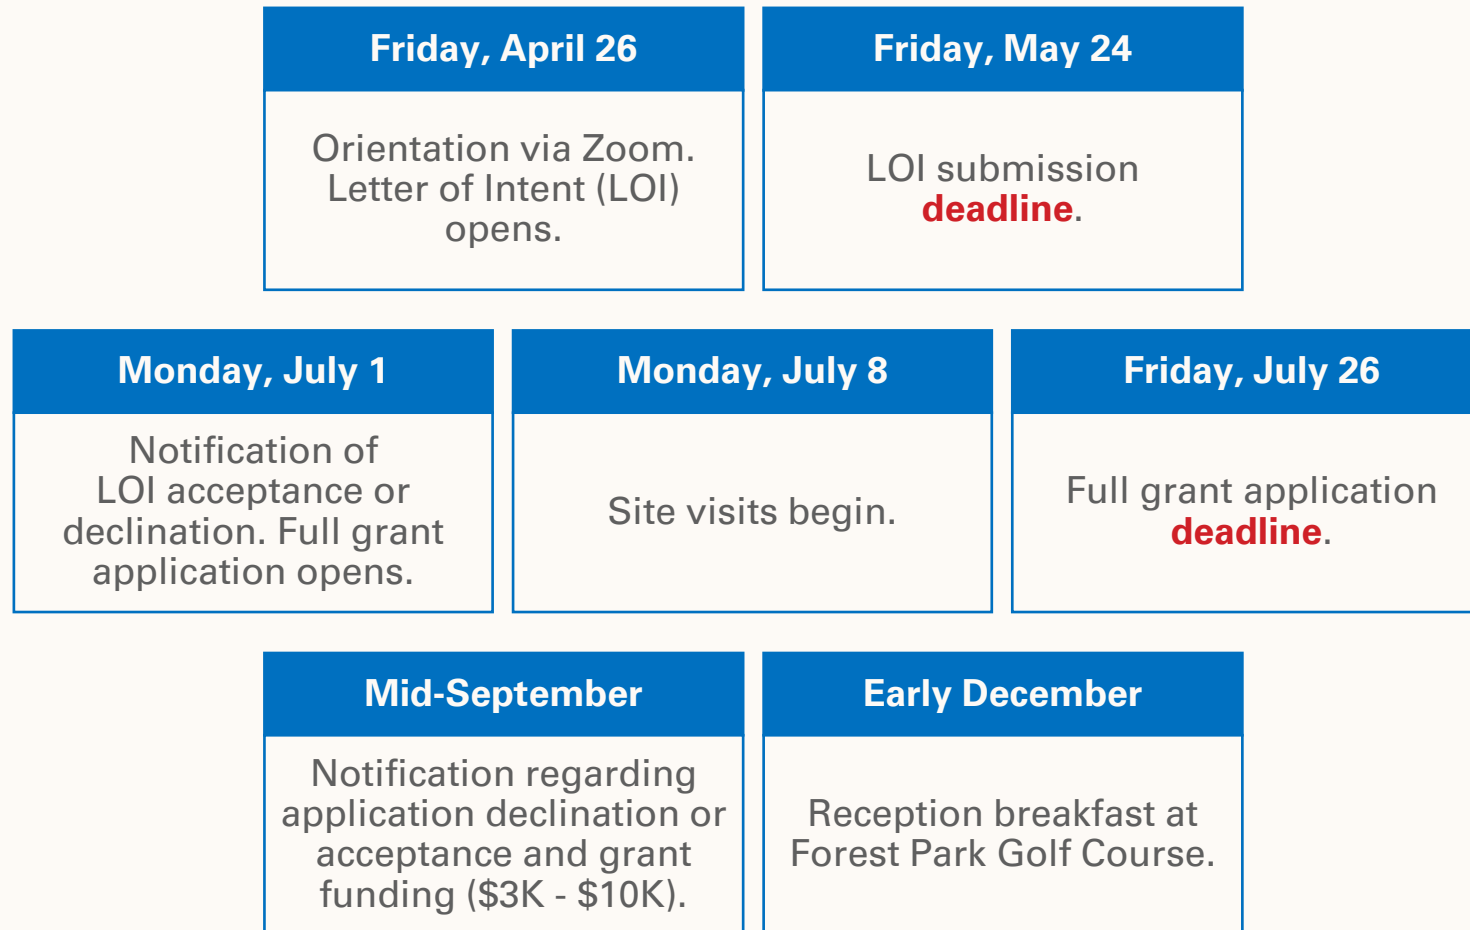 Friday, April 26
Orientation via Zoom.
Letter of Intent (LOI)
opens.
Friday, May 24
LOI submission
deadline.
Monday, July 1
Notification of
LOI acceptance or
declination. Full grant
application opens.
Monday, July 8
Site visits begin.
Friday, July 26
Full grant application
deadline.
Mid-September
Notification regarding
application declination or
acceptance and grant
funding ($3K - $10K).
Early December
Reception breakfast at
Forest Park Golf Course.